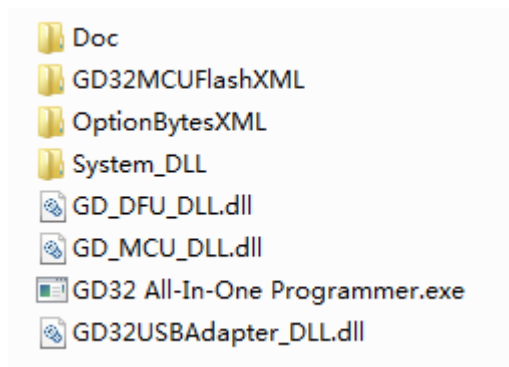 Doc
GD32MCUFlashXML
OptionBytesXML
System_DLL
GD_DFU_DLL.dll
GD_MCU_DLL.dll
GD32 All-In-One Programmer.exe
GD32USBAdapter_DLL.dll